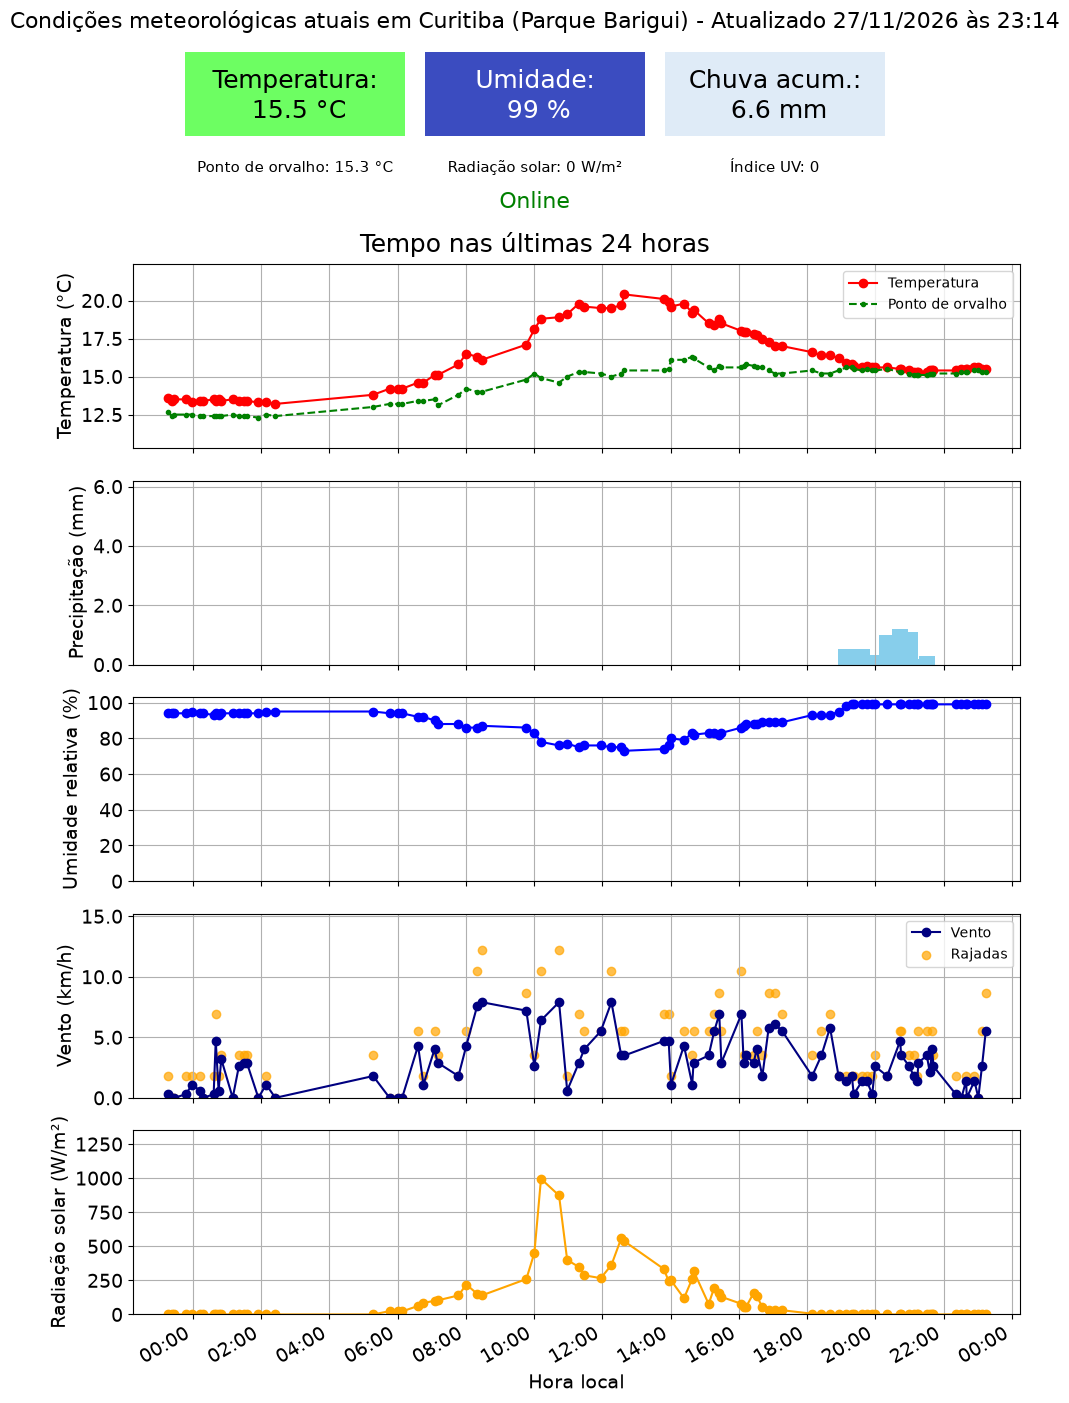 Condições meteorológicas atuais em Curitiba (Parque Barigui) - Atualizado 27/11/2026 às 23:14
Temperatura:
15.5 °C
Umidade:
99 %
Chuva acum.:
6.6 mm
Ponto de orvalho: 15.3 °C
Radiação solar: 0 W/m²
Índice UV: 0
Online
Tempo nas últimas 24 horas
Temperatura (°C)
20.0
17.5
15.0
12.5
Temperatura
Ponto de orvalho
Precipitação (mm)
6.0
4.0
2.0
0.0
Umidade relativa (%)
100
80
60
40
20
0
Vento (km/h)
15.0
10.0
5.0
0.0
Vento
Rajadas
Radiação solar (W/m²)
1250
1000
750
500
250
0
00:00
02:00
04:00
06:00
08:00
10:00
12:00
14:00
16:00
18:00
20:00
22:00
00:00
Hora local